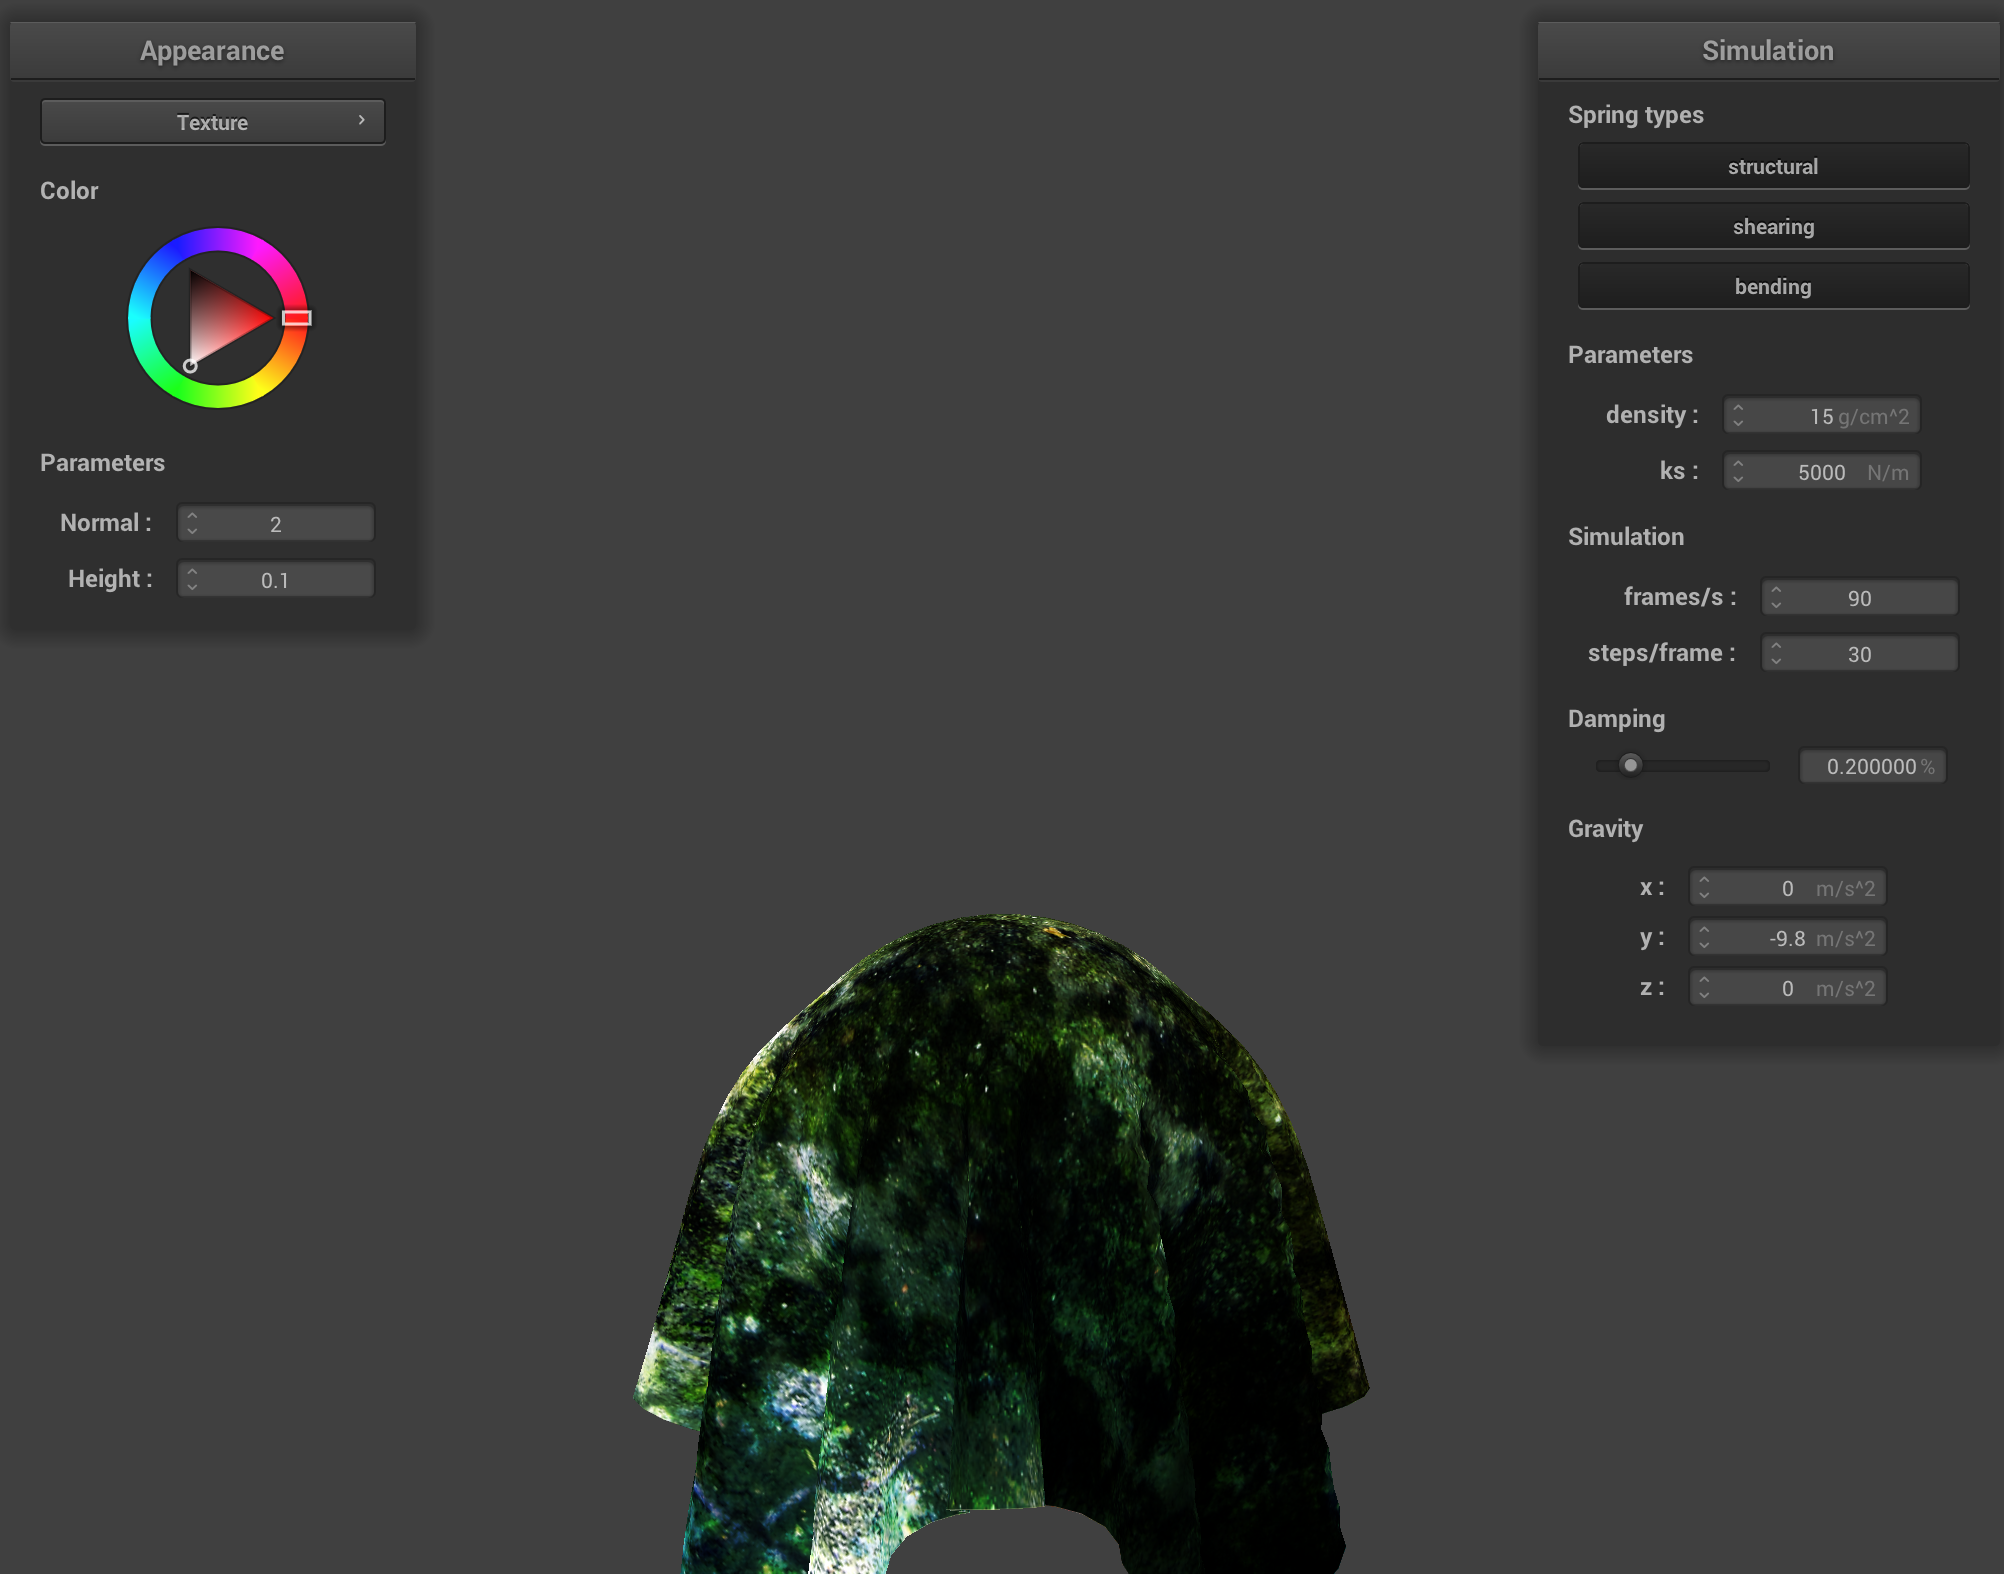 Appearance
Texture
Color
Parameters
Normal : 2
Height : 0.1
Simulation
Spring types
structural
shearing
bending
Parameters
density : 15 g/cm^2
ks : 5000 N/m
Simulation
frames/s : 90
steps/frame : 30
Damping
0.200000 %
Gravity
x : 0 m/s^2
y : -9.8 m/s^2
z : 0 m/s^2